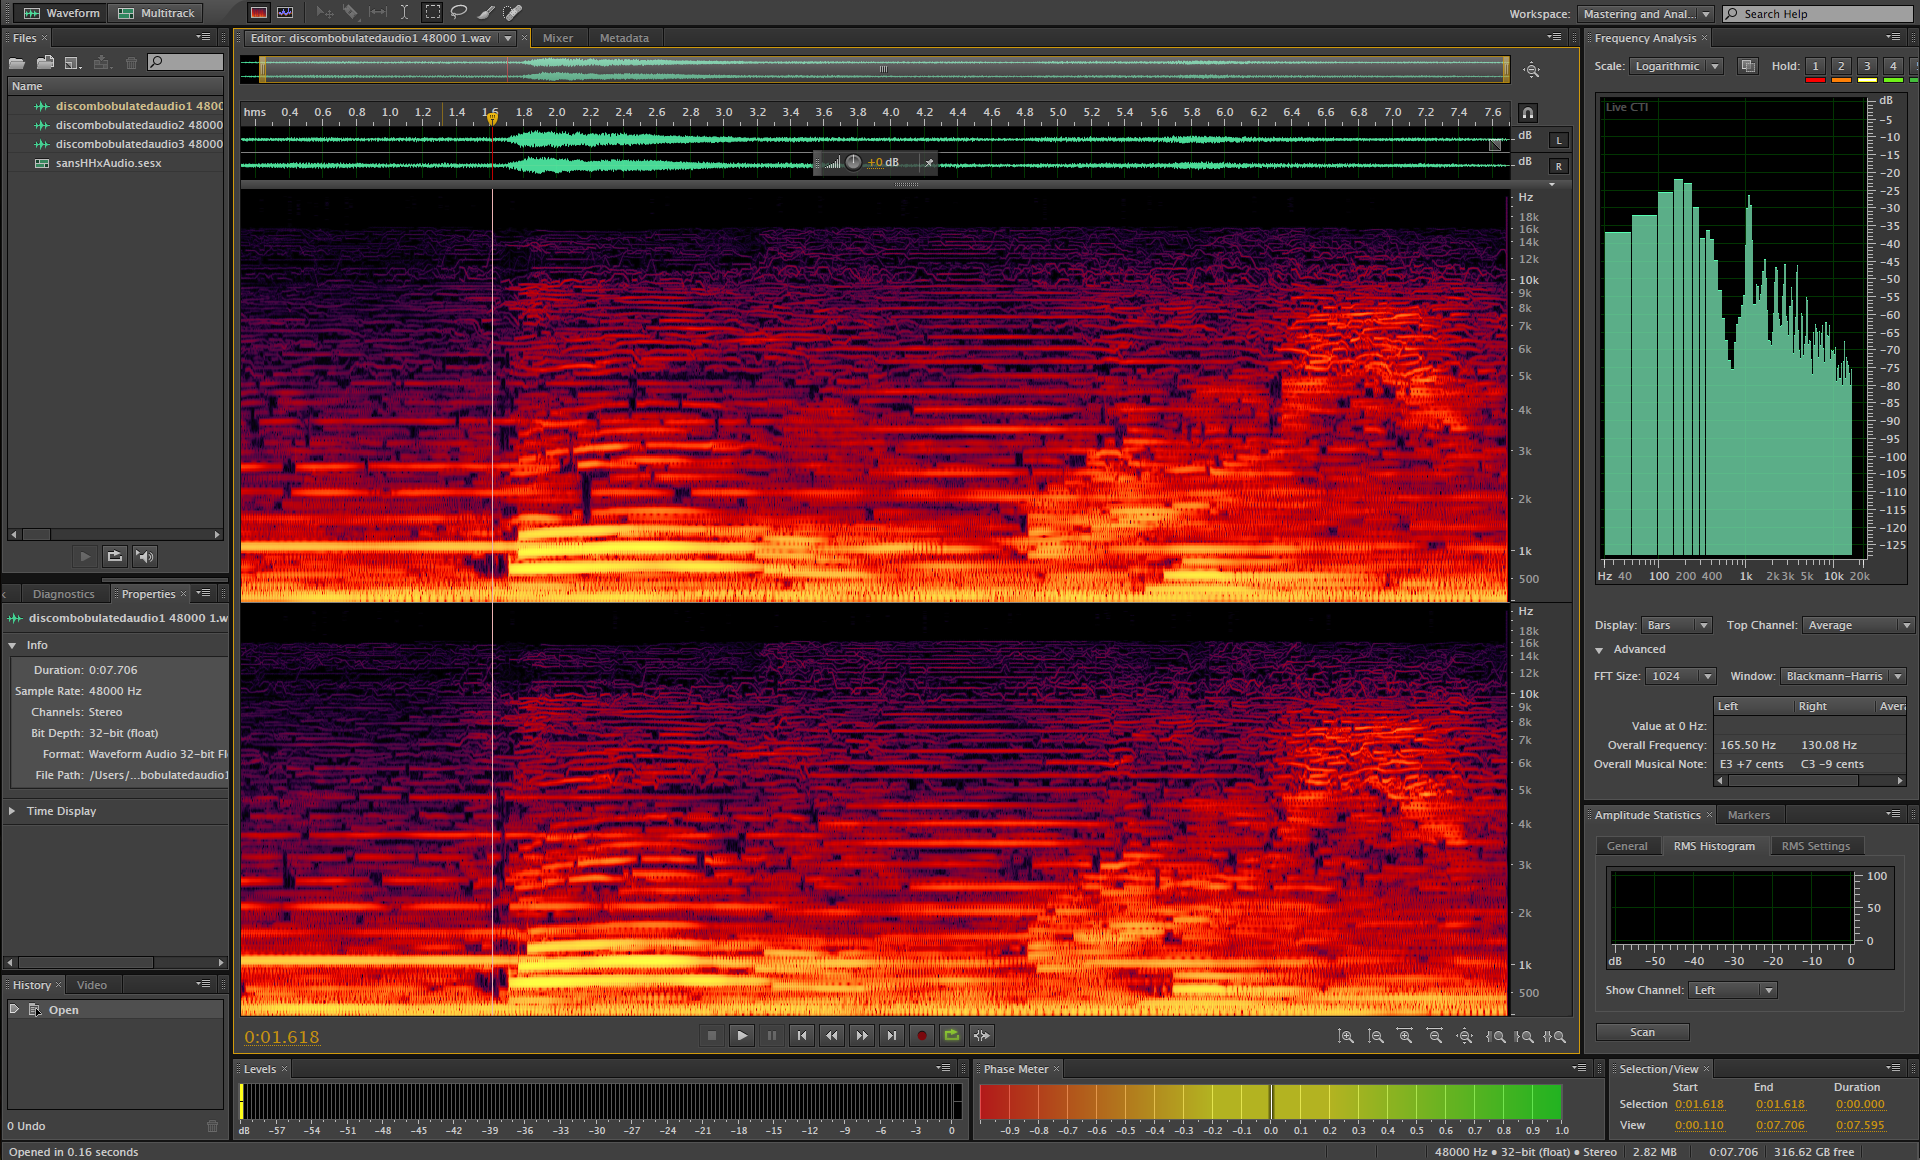 Waveform Multitrack
Workspace: Mastering and Anal... Search Help
Files
Name
discombobulatedaudio1 4800
discombobulatedaudio2 48000
discombobulatedaudio3 48000
sansHHxAudio.sesx
Diagnostics Properties
discombobulatedaudio1 48000 1.w
Info
Duration: 0:07.706
Sample Rate: 48000 Hz
Channels: Stereo
Bit Depth: 32-bit (float)
Format: Waveform Audio 32-bit Fl
File Path: /Users/...bobulatedaudio1
Time Display
History Video
Open
0 Undo
Opened in 0.16 seconds
Editor: discombobulatedaudio1 48000 1.wav Mixer Metadata
hms 0.4 0.6 0.8 1.0 1.2 1.4 1.6 1.8 2.0 2.2 2.4 2.6 2.8 3.0 3.2 3.4 3.6 3.8 4.0 4.2 4.4 4.6 4.8 5.0 5.2 5.4 5.6 5.8 6.0 6.2 6.4 6.6 6.8 7.0 7.2 7.4 7.6
dB L
+0 dB
dB R
Hz
18k
16k
14k
12k
10k
9k
8k
7k
6k
5k
4k
3k
2k
1k
500
Hz
18k
16k
14k
12k
10k
9k
8k
7k
6k
5k
4k
3k
2k
1k
500
0:01.618
Levels
dB -57 -54 -51 -48 -45 -42 -39 -36 -33 -30 -27 -24 -21 -18 -15 -12 -9 -6 -3 0
Phase Meter
-0.9 -0.8 -0.7 -0.6 -0.5 -0.4 -0.3 -0.2 -0.1 0.0 0.1 0.2 0.3 0.4 0.5 0.6 0.7 0.8 0.9 1.0
Frequency Analysis
Scale: Logarithmic Hold: 1 2 3 4
Live CTI
dB
-5
-10
-15
-20
-25
-30
-35
-40
-45
-50
-55
-60
-65
-70
-75
-80
-85
-90
-95
-100
-105
-110
-115
-120
-125
Hz 40 100 200 400 1k 2k 3k 5k 10k 20k
Display: Bars Top Channel: Average
Advanced
FFT Size: 1024 Window: Blackmann-Harris
Left Right Avera
Value at 0 Hz:
Overall Frequency: 165.50 Hz 130.08 Hz
Overall Musical Note: E3 +7 cents C3 -9 cents
Amplitude Statistics Markers
General RMS Histogram RMS Settings
100
50
0
dB -50 -40 -30 -20 -10 0
Show Channel: Left
Scan
Selection/View
Start End Duration
Selection 0:01.618 0:01.618 0:00.000
View 0:00.110 0:07.706 0:07.595
48000 Hz • 32-bit (float) • Stereo 2.82 MB 0:07.706 316.62 GB free